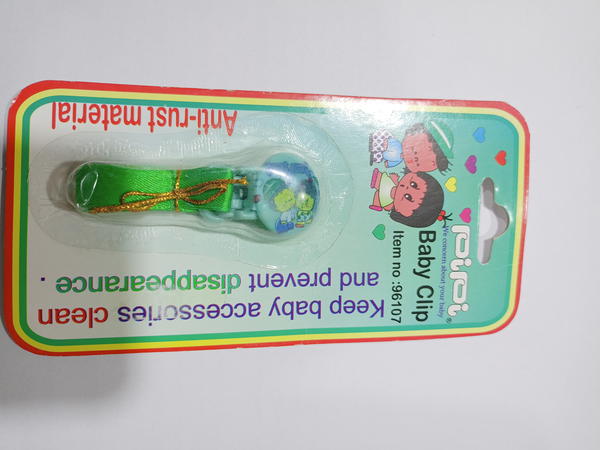 pipi®
We concern about your baby
Baby Clip
Item no :96107
Keep baby accessories clean
and prevent disappearance .
Anti-rust material